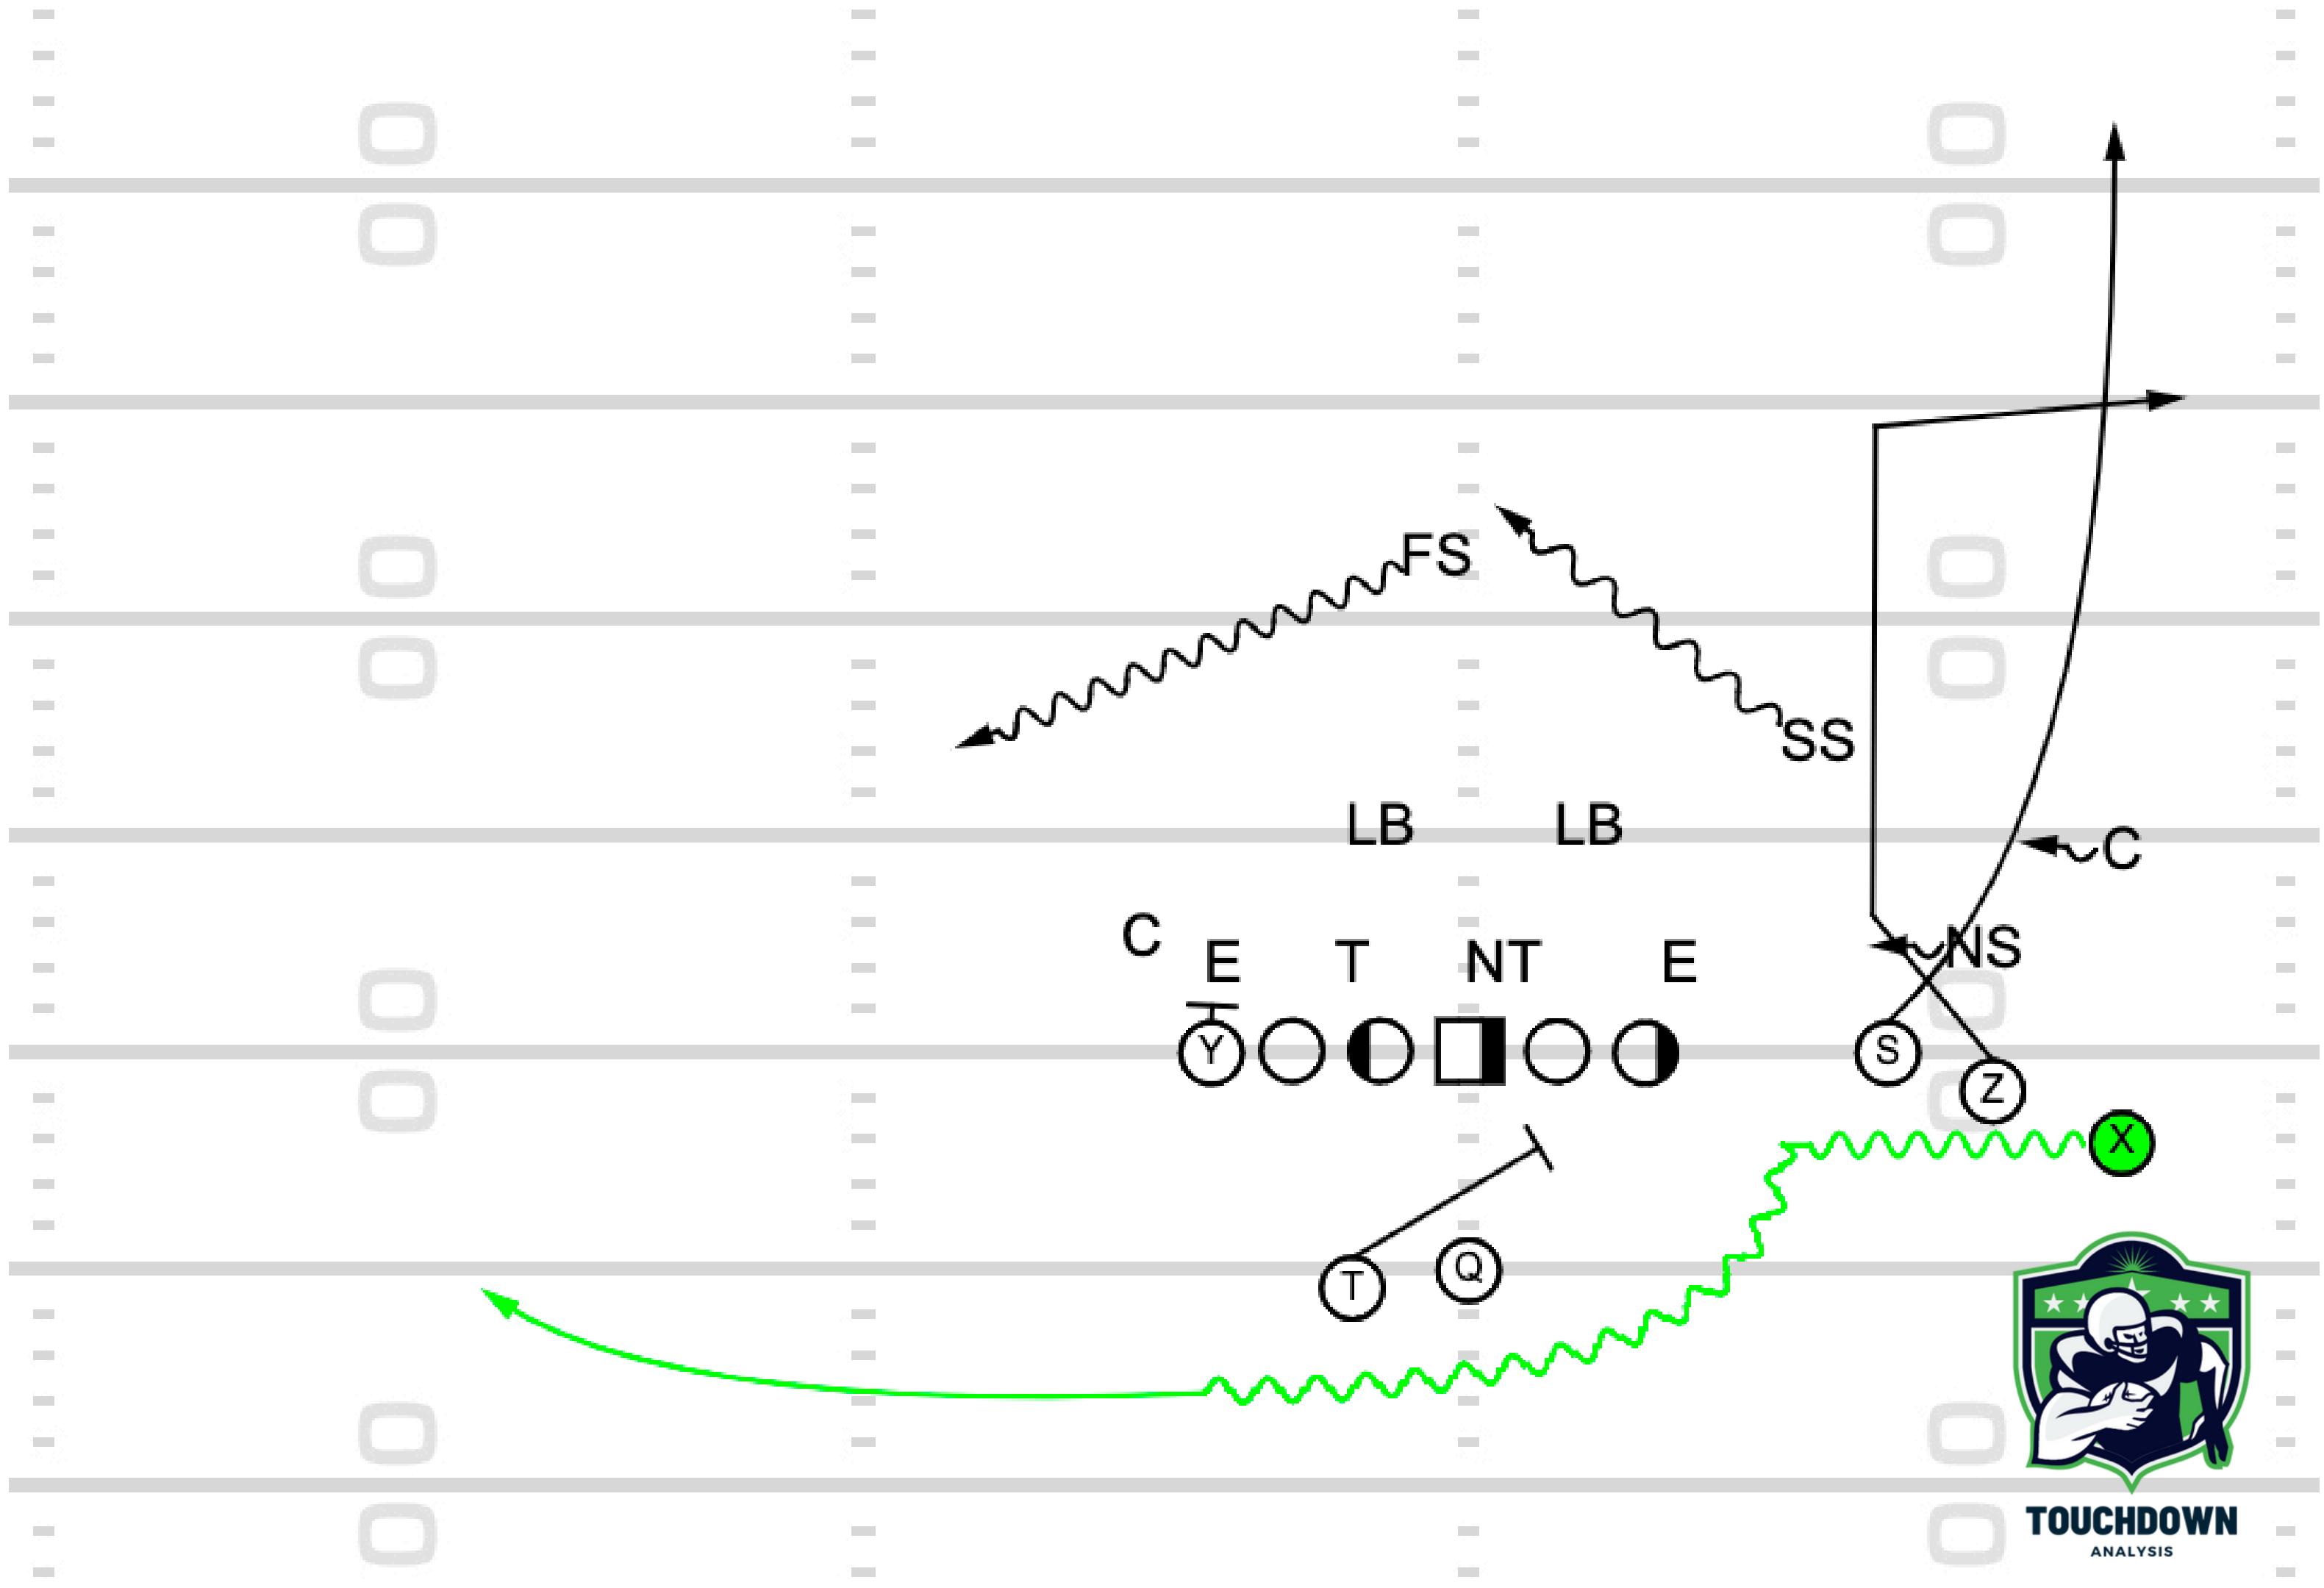 FS
SS
LB LB
C
C
NS
E T NT E
Y
S
Z
X
Q
T
TOUCHDOWN
ANALYSIS